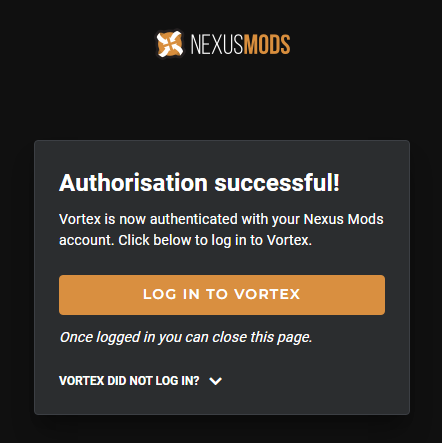 NEXUSMODS
Authorisation successful!
Vortex is now authenticated with your Nexus Mods
account. Click below to log in to Vortex.
LOG IN TO VORTEX
Once logged in you can close this page.
VORTEX DID NOT LOG IN?